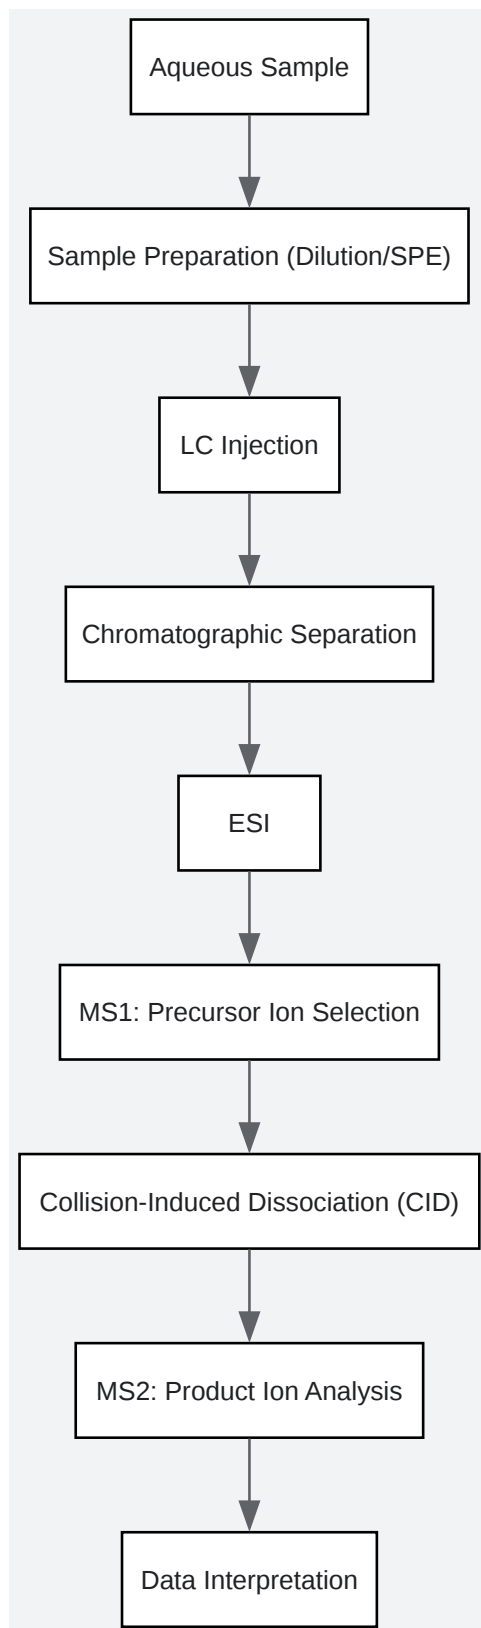 Aqueous Sample
Sample Preparation (Dilution/SPE)
LC Injection
Chromatographic Separation
ESI
MS1: Precursor Ion Selection
Collision-Induced Dissociation (CID)
MS2: Product Ion Analysis
Data Interpretation